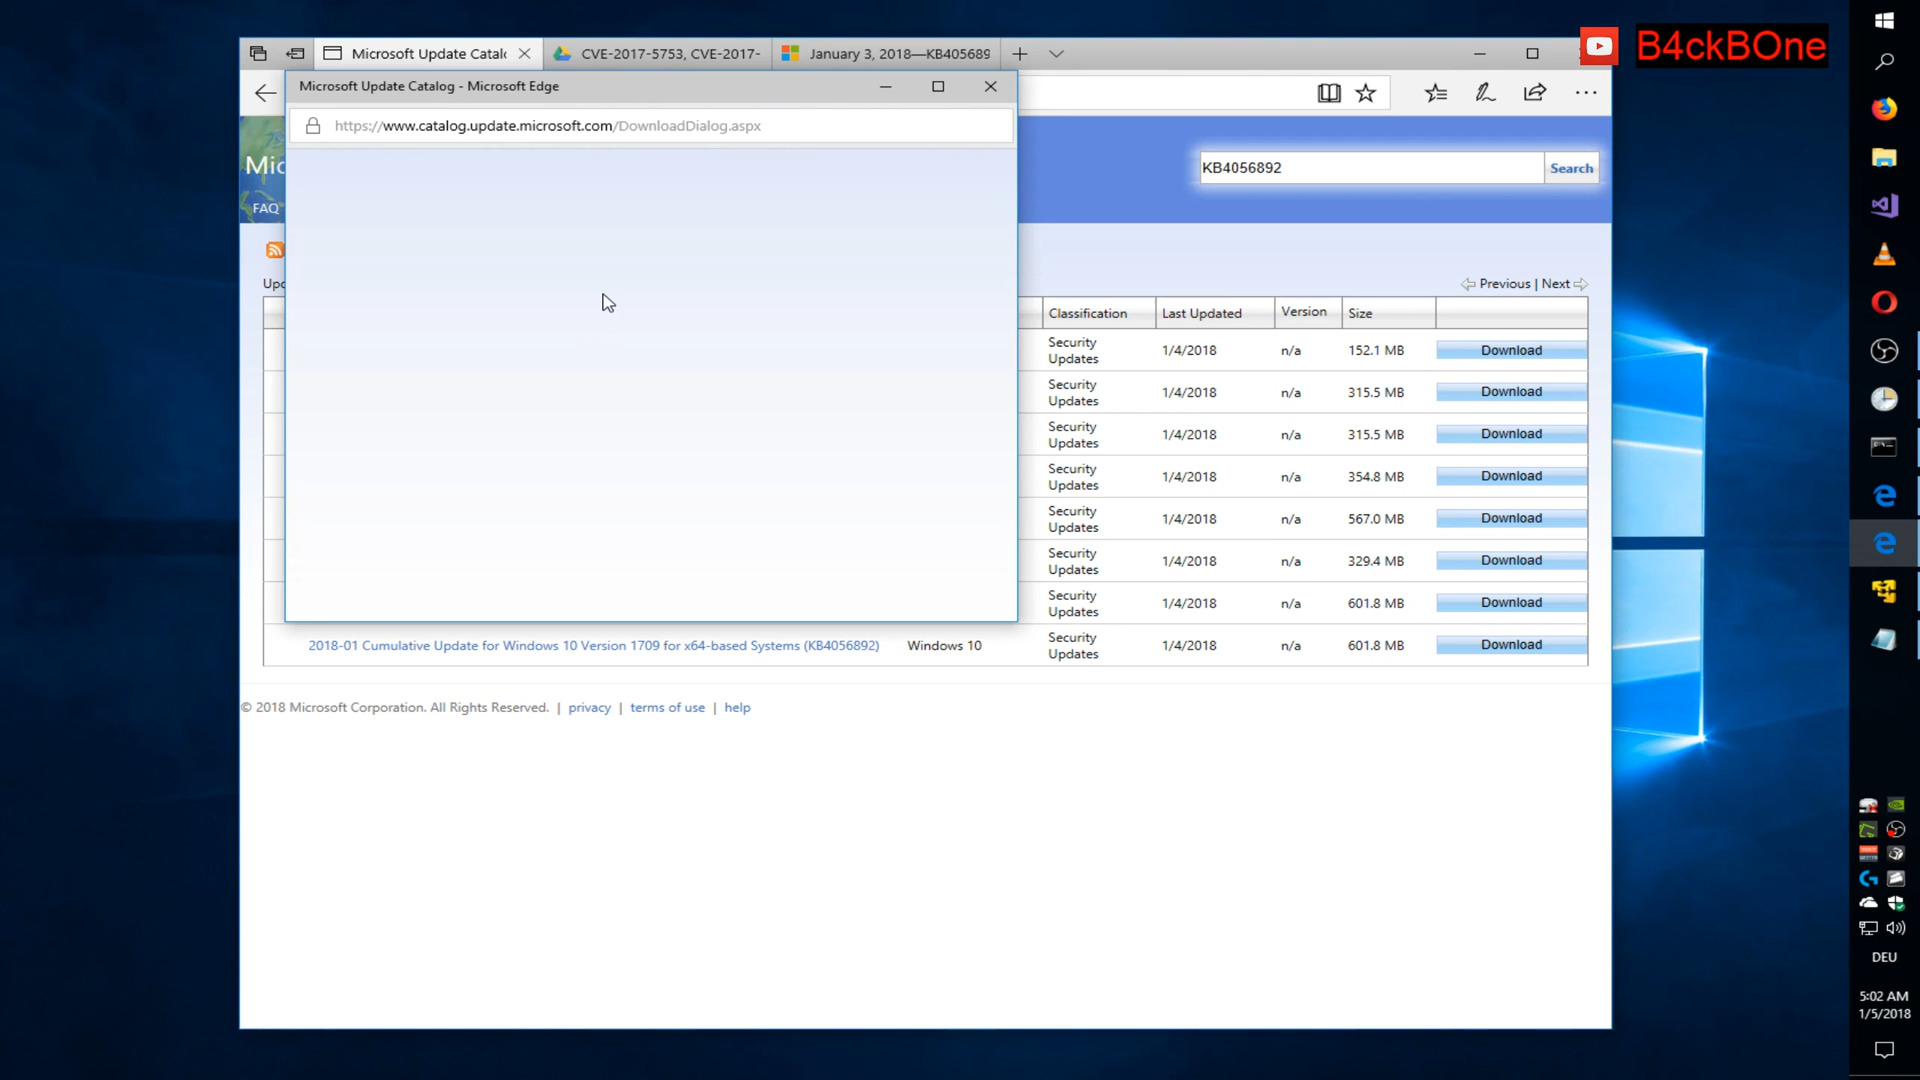 B4ckBOne
Microsoft Update Catalc
CVE-2017-5753, CVE-2017-
January 3, 2018—KB405689
Microsoft Update Catalog - Microsoft Edge
https://www.catalog.update.microsoft.com/DownloadDialog.aspx
Mic
KB4056892
Search
FAQ
Upd
Previous | Next
Classification Last Updated Version Size
Security Updates 1/4/2018 n/a 152.1 MB Download
Security Updates 1/4/2018 n/a 315.5 MB Download
Security Updates 1/4/2018 n/a 315.5 MB Download
Security Updates 1/4/2018 n/a 354.8 MB Download
Security Updates 1/4/2018 n/a 567.0 MB Download
Security Updates 1/4/2018 n/a 329.4 MB Download
Security Updates 1/4/2018 n/a 601.8 MB Download
2018-01 Cumulative Update for Windows 10 Version 1709 for x64-based Systems (KB4056892) Windows 10 Security Updates 1/4/2018 n/a 601.8 MB Download
© 2018 Microsoft Corporation. All Rights Reserved. | privacy | terms of use | help
DEU
5:02 AM
1/5/2018